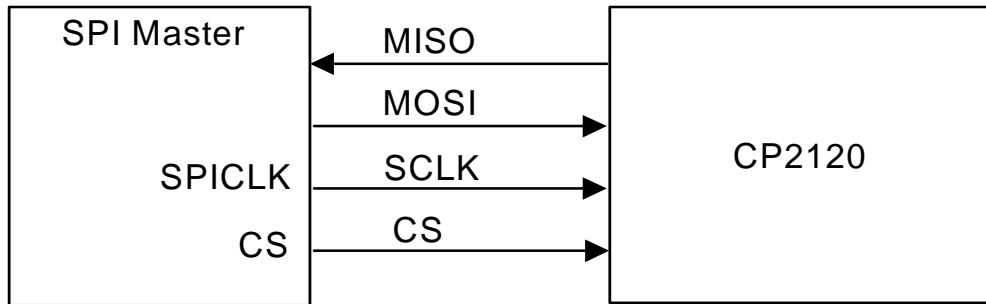 SPI Master
MISO
MOSI
CP2120
SPICLK
SCLK
CS
CS